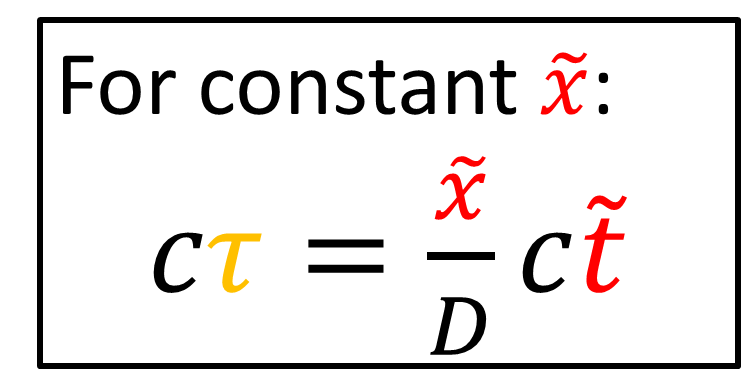 For constant x̃:
cτ = x̃/D ct̃